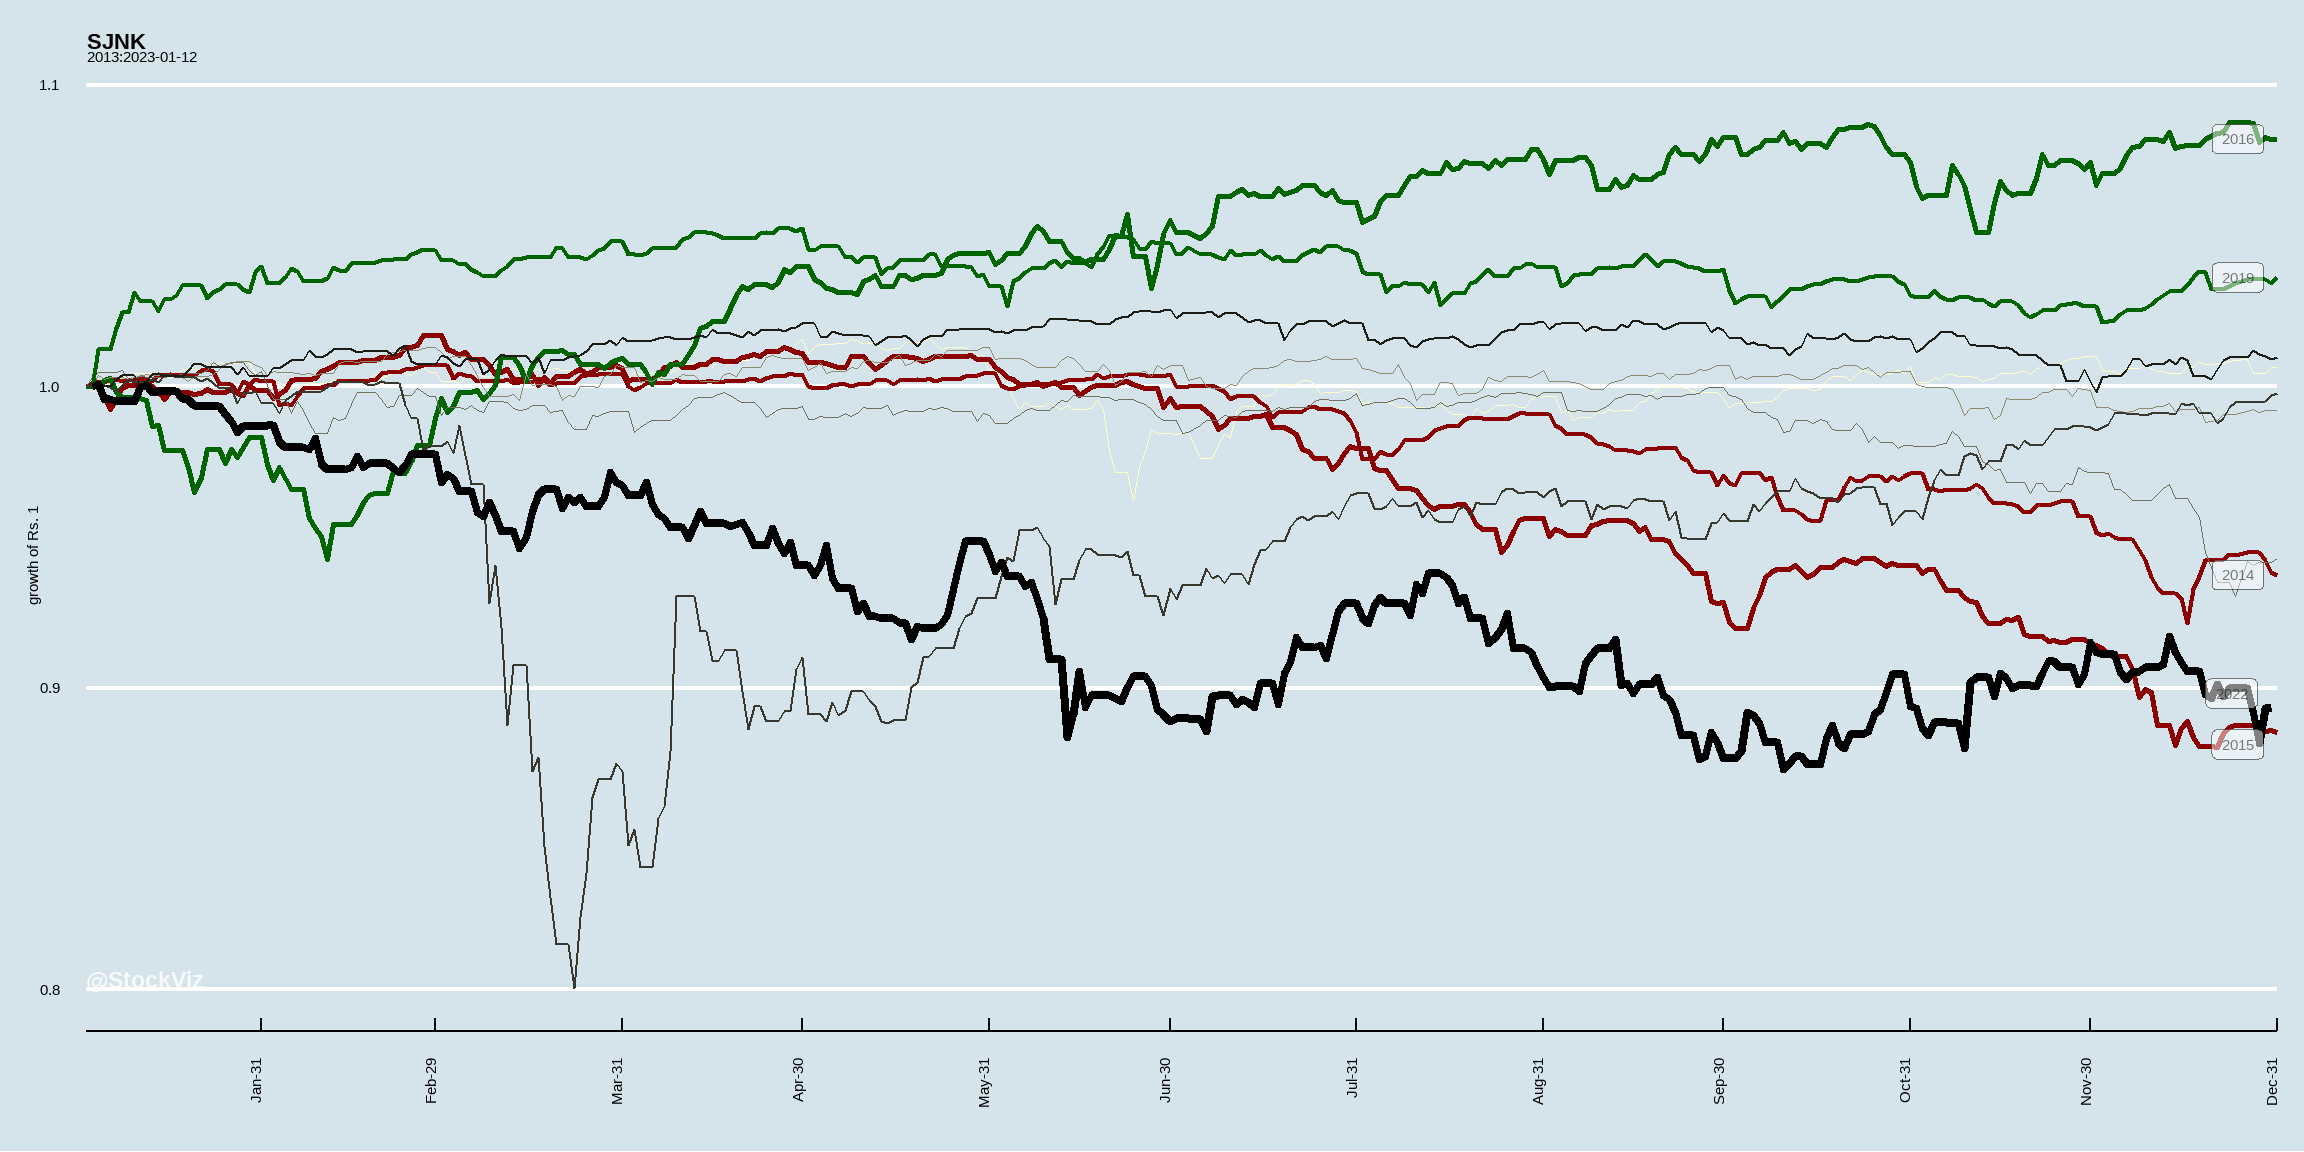 SJNK
2013:2023-01-12
1.1
1.0
0.9
0.8
growth of Rs. 1
2016
2019
2014
2022
2015
@StockViz
Jan-31
Feb-29
Mar-31
Apr-30
May-31
Jun-30
Jul-31
Aug-31
Sep-30
Oct-31
Nov-30
Dec-31